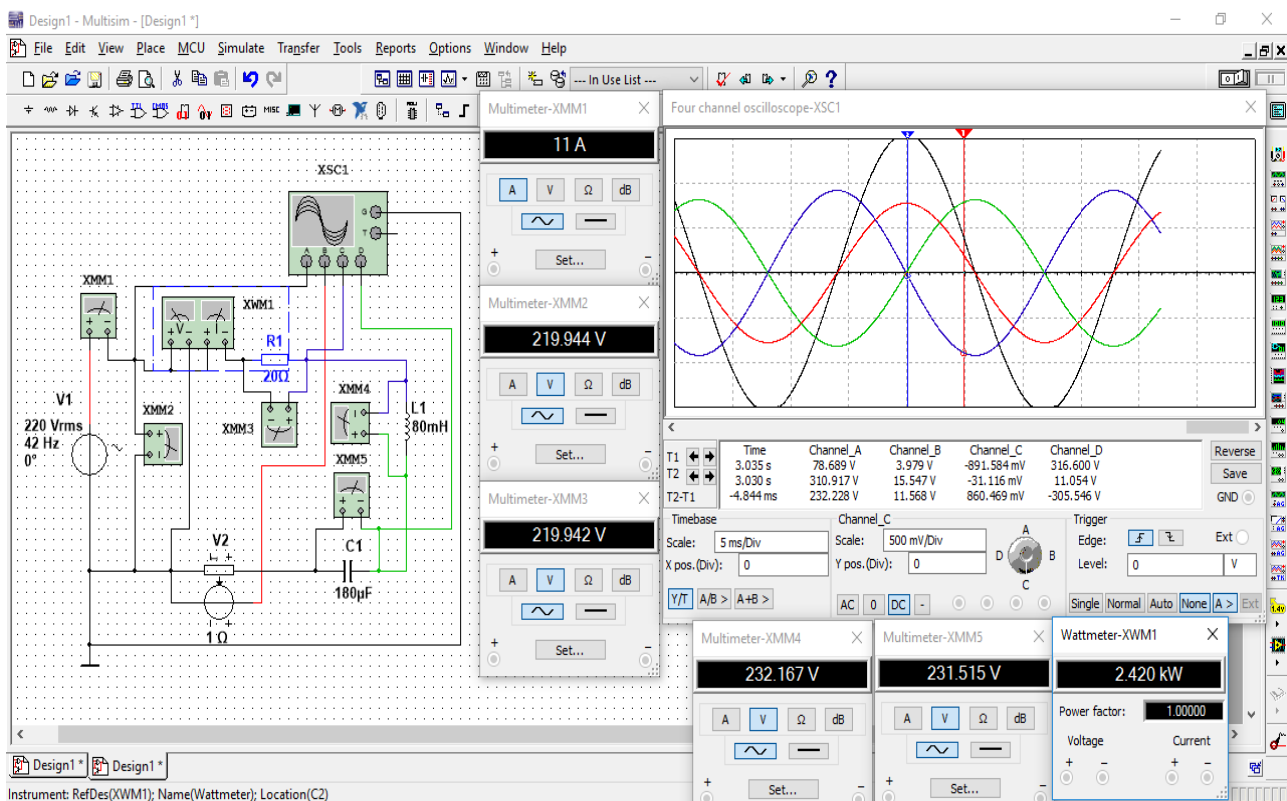 Design1 - Multisim - [Design1 *]
File Edit View Place MCU Simulate Transfer Tools Reports Options Window Help
--- In Use List ---
Multimeter-XMM1
11 A
A V Ω dB
+ Set... -
Multimeter-XMM2
219.944 V
A V Ω dB
+ Set... -
Multimeter-XMM3
219.942 V
A V Ω dB
+ Set... -
XSC1
G
T
A B C D
XMM1
XWM1
R1
20Ω
V1
220 Vrms
42 Hz
0°
XMM2
XMM3
XMM4
L1
80mH
XMM5
V2
C1
180µF
1 Ω
Four channel oscilloscope-XSC1
Time Channel_A Channel_B Channel_C Channel_D
T1 3.035 s 78.689 V 3.979 V -891.584 mV 316.600 V
T2 3.030 s 310.917 V 15.547 V -31.116 mV 11.054 V
T2-T1 -4.844 ms 232.228 V 11.568 V 860.469 mV -305.546 V
Reverse
Save
GND
Timebase
Scale: 5 ms/Div
X pos.(Div): 0
Y/T A/B > A+B >
Channel_C
Scale: 500 mV/Div
Y pos.(Div): 0
AC 0 DC -
A
D B
C
Trigger
Edge: Ext
Level: 0 V
Single Normal Auto None A > Ext
Multimeter-XMM4
232.167 V
A V Ω dB
+ Set... -
Multimeter-XMM5
231.515 V
A V Ω dB
+ Set... -
Wattmeter-XWM1
2.420 kW
Power factor: 1.00000
Voltage Current
+ - + -
Design1 * Design1 *
Instrument: RefDes(XWM1); Name(Wattmeter); Location(C2)